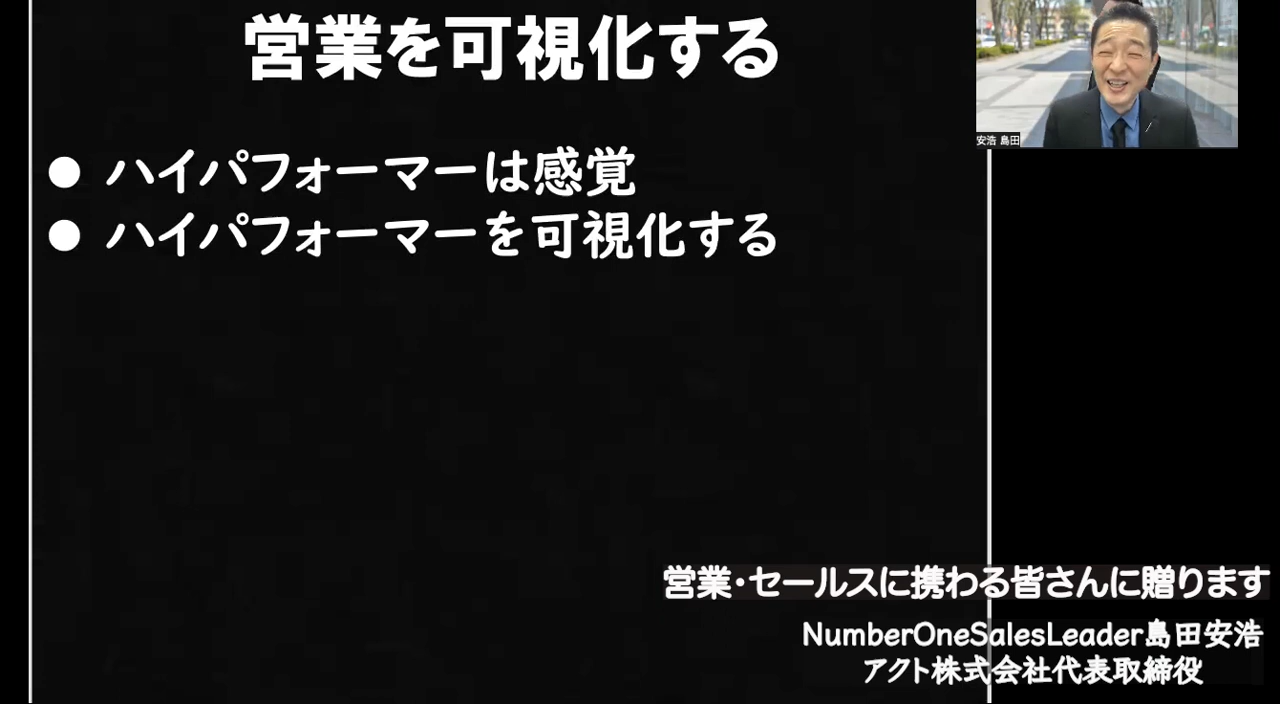 営業を可視化する
● ハイパフォーマーは感覚
● ハイパフォーマーを可視化する
安浩 島田
営業・セールスに携わる皆さんに贈ります
NumberOneSalesLeader島田安浩
アクト株式会社代表取締役